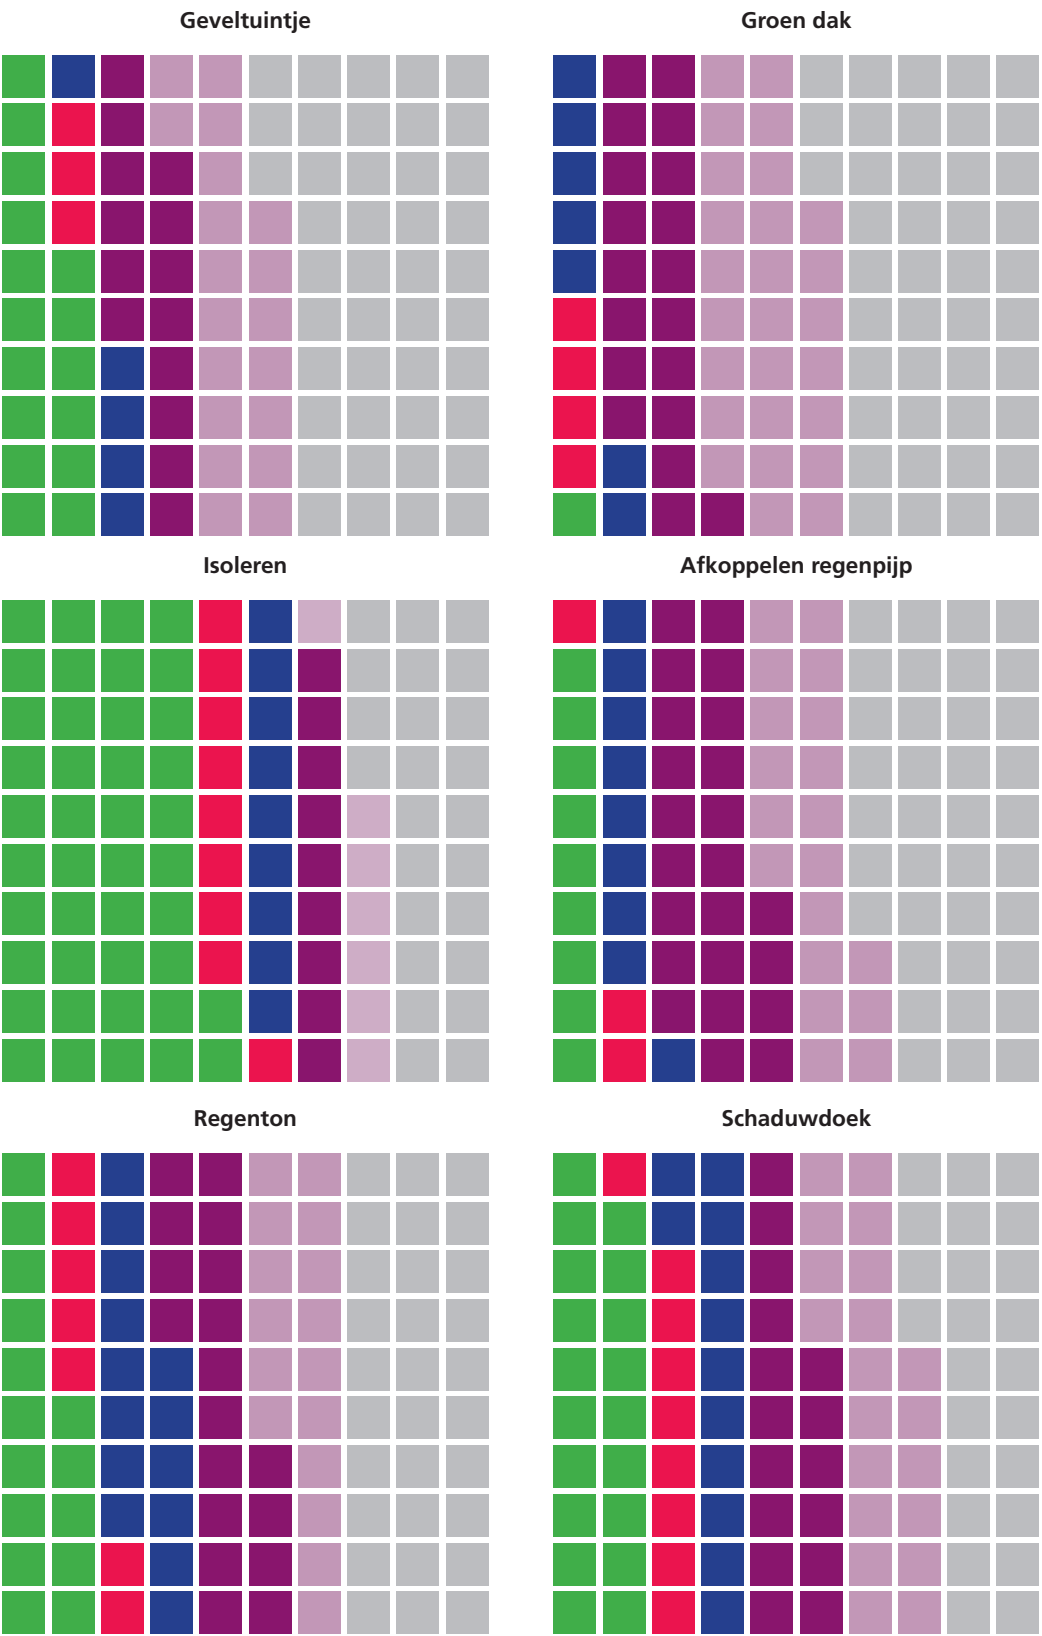 Geveltuintje
Groen dak
Isoleren
Afkoppelen regenpijp
Regenton
Schaduwdoek